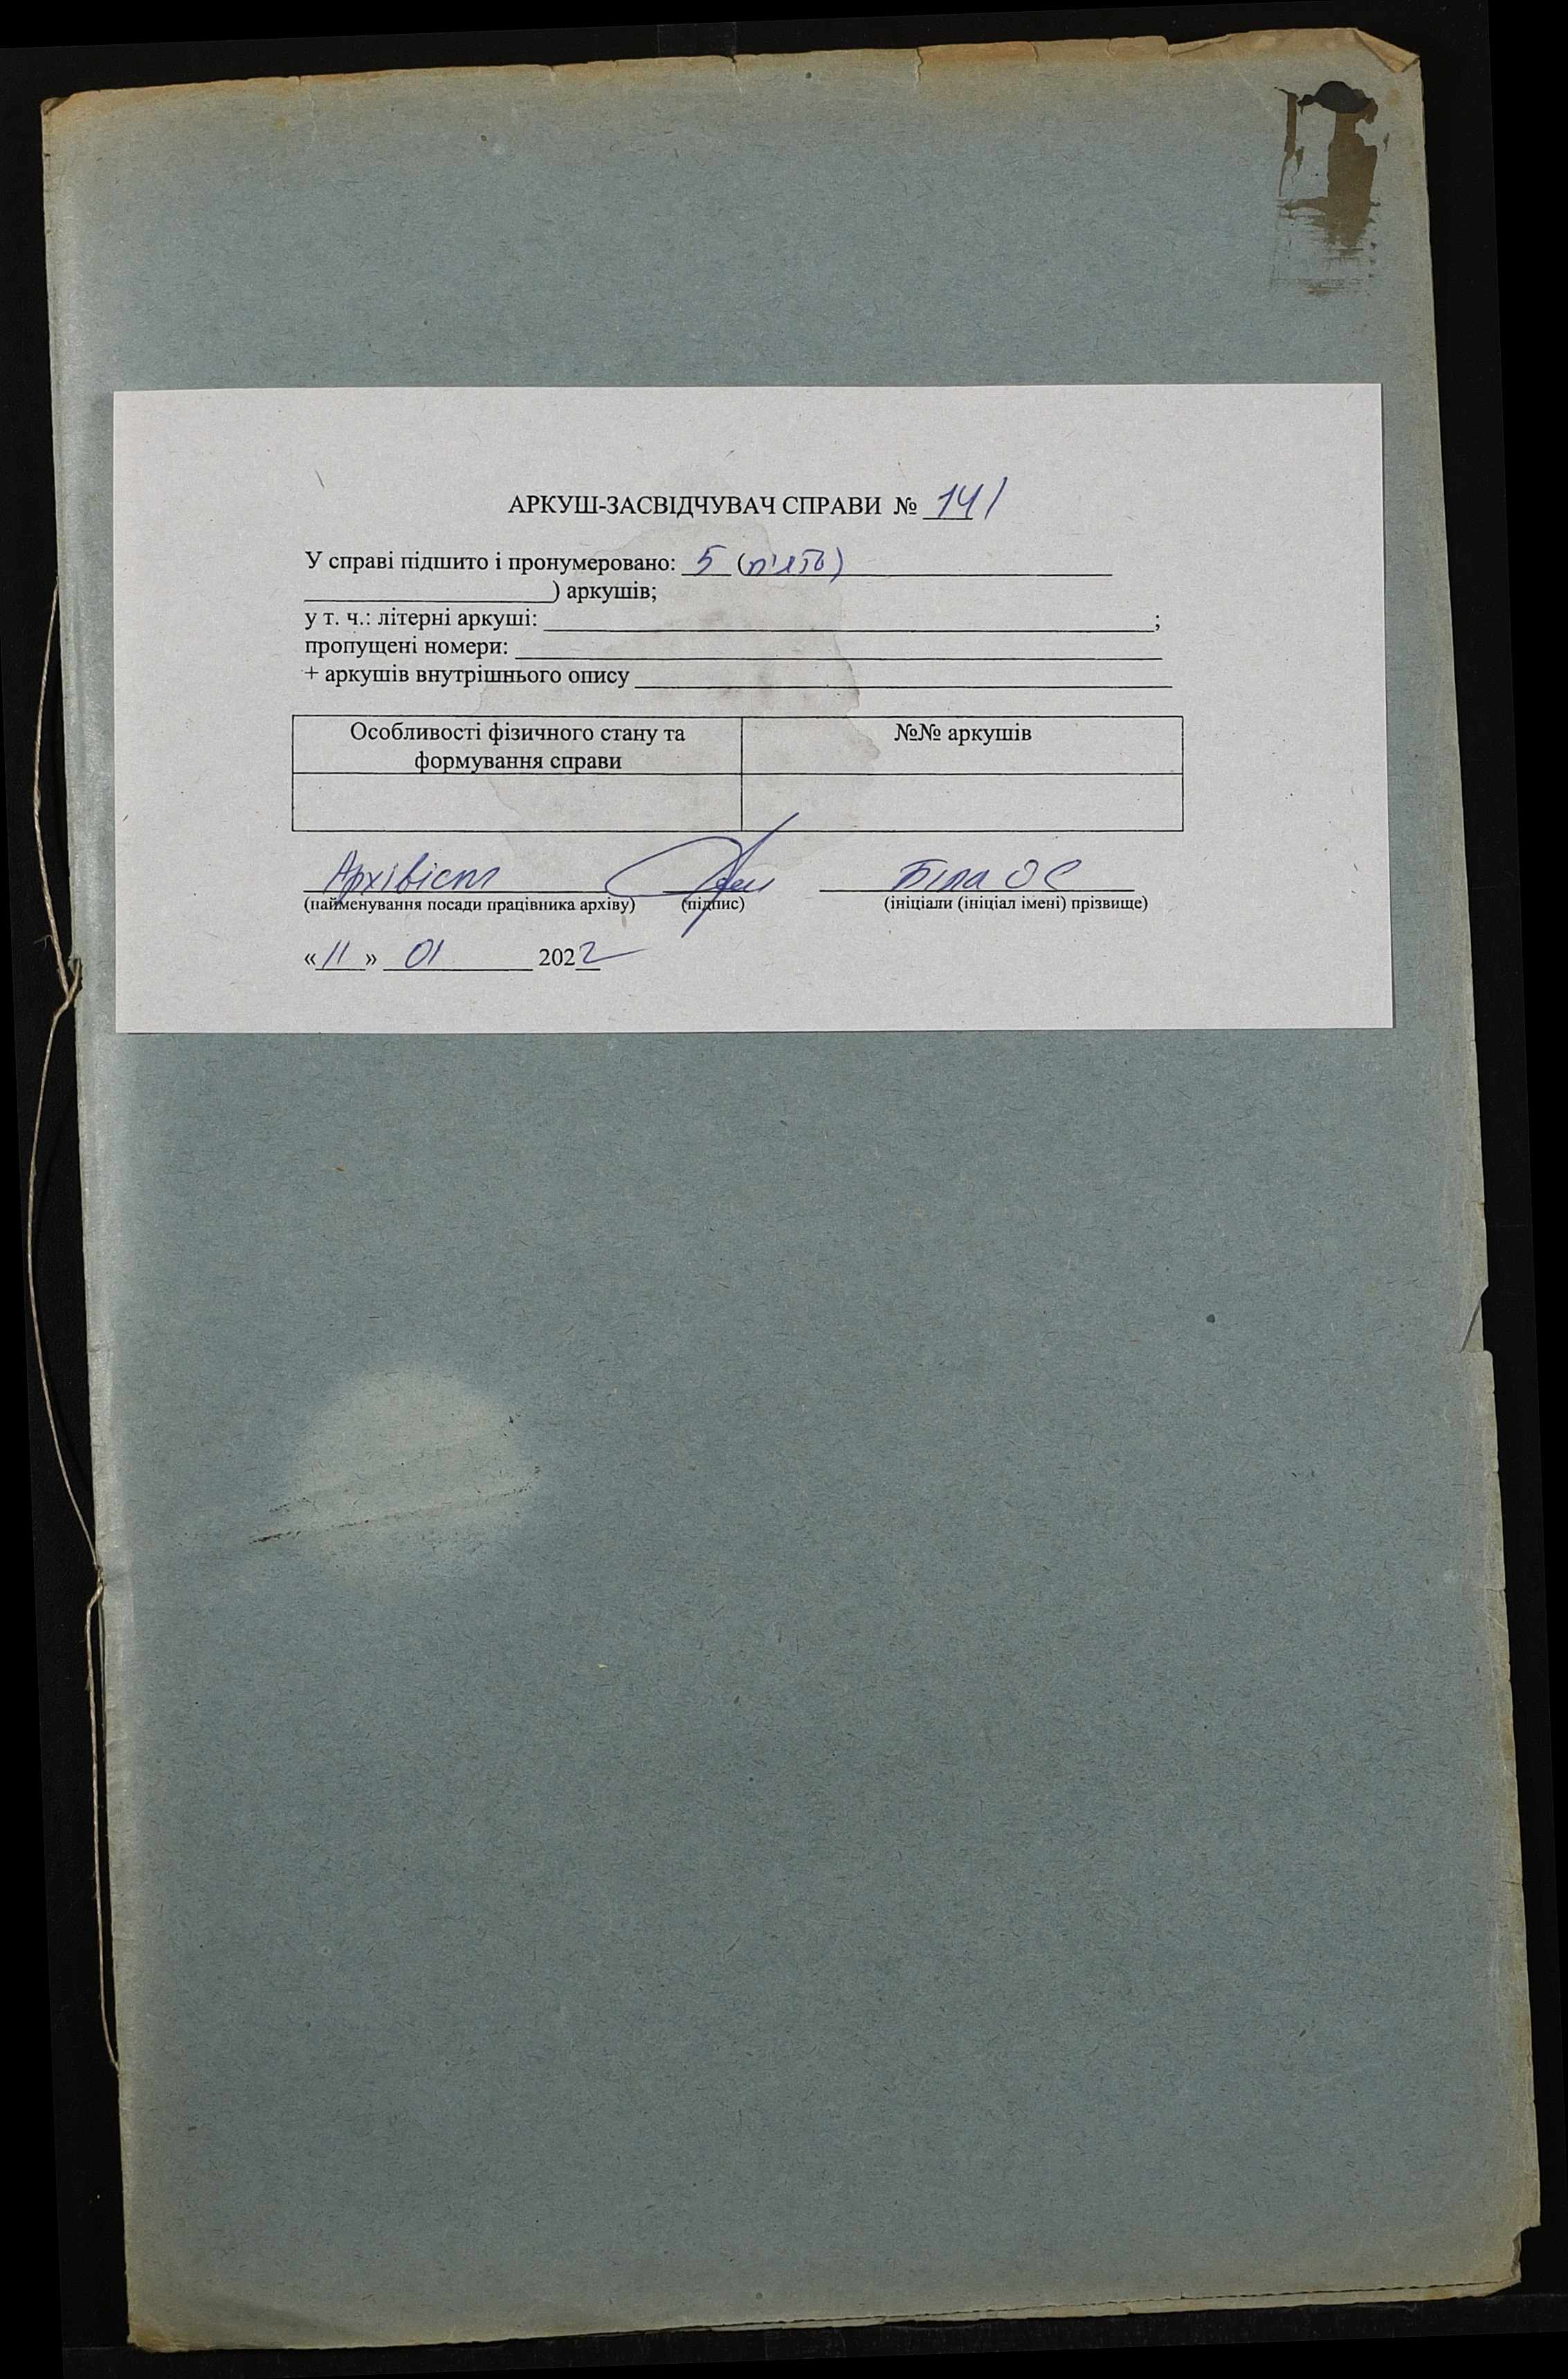 АРКУШ-ЗАСВІДЧУВАЧ СПРАВИ № 141
У справі підшито і пронумеровано: 5 (п'ять)
) аркушів;
у т. ч.: літерні аркуші: ;
пропущені номери:
+ аркушів внутрішнього опису
Особливості фізичного стану та формування справи №№ аркушів
Архівіст Біла ОС
(найменування посади працівника архіву) (підпис) (ініціали (ініціал імені) прізвище)
«11» 01 2022